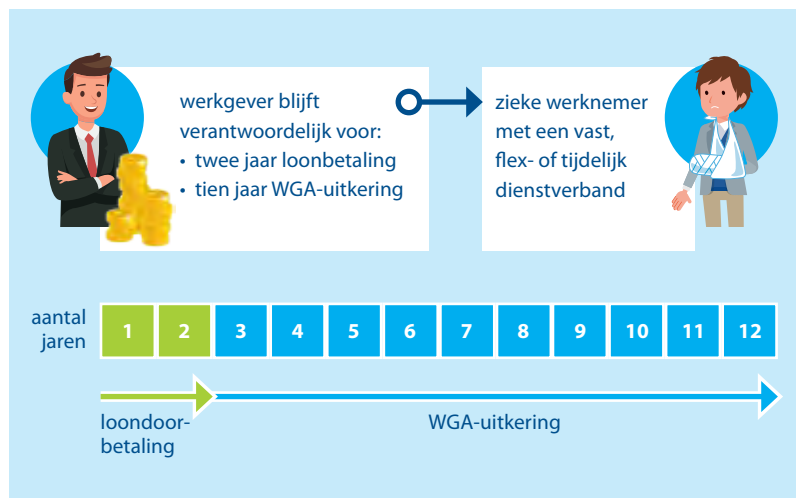 werkgever blijft
verantwoordelijk voor:
• twee jaar loonbetaling
• tien jaar WGA-uitkering
zieke werknemer
met een vast,
flex- of tijdelijk
dienstverband
aantal
jaren
1 2 3 4 5 6 7 8 9 10 11 12
loondoor-
betaling
WGA-uitkering